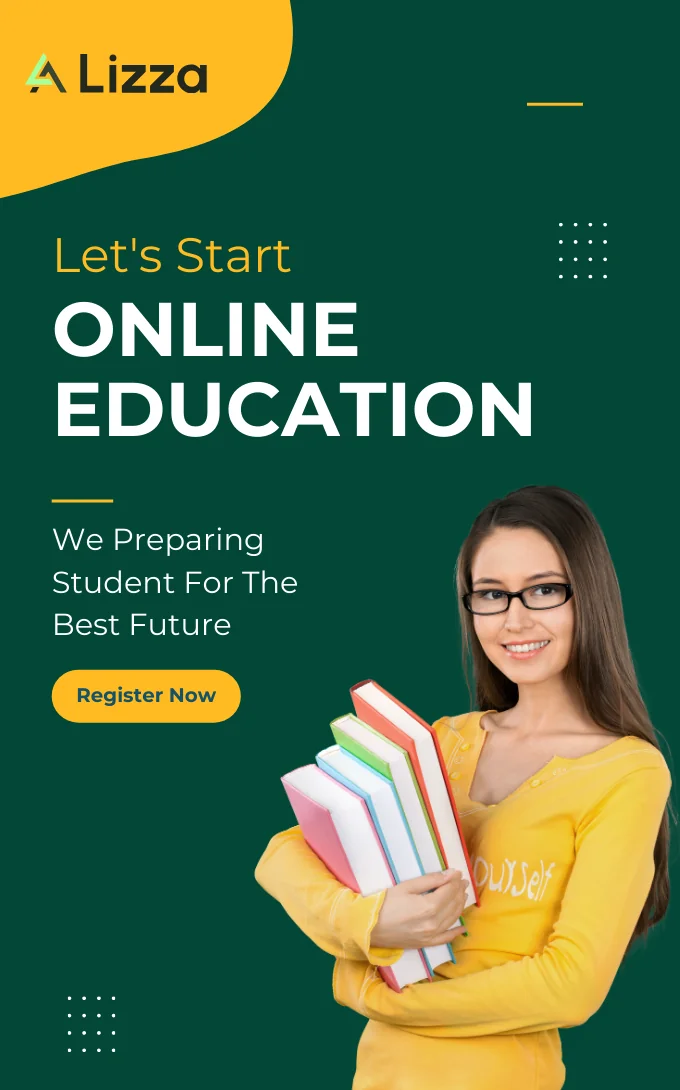 Lizza
Let's Start
ONLINE
EDUCATION
We Preparing
Student For The
Best Future
Register Now
ourself